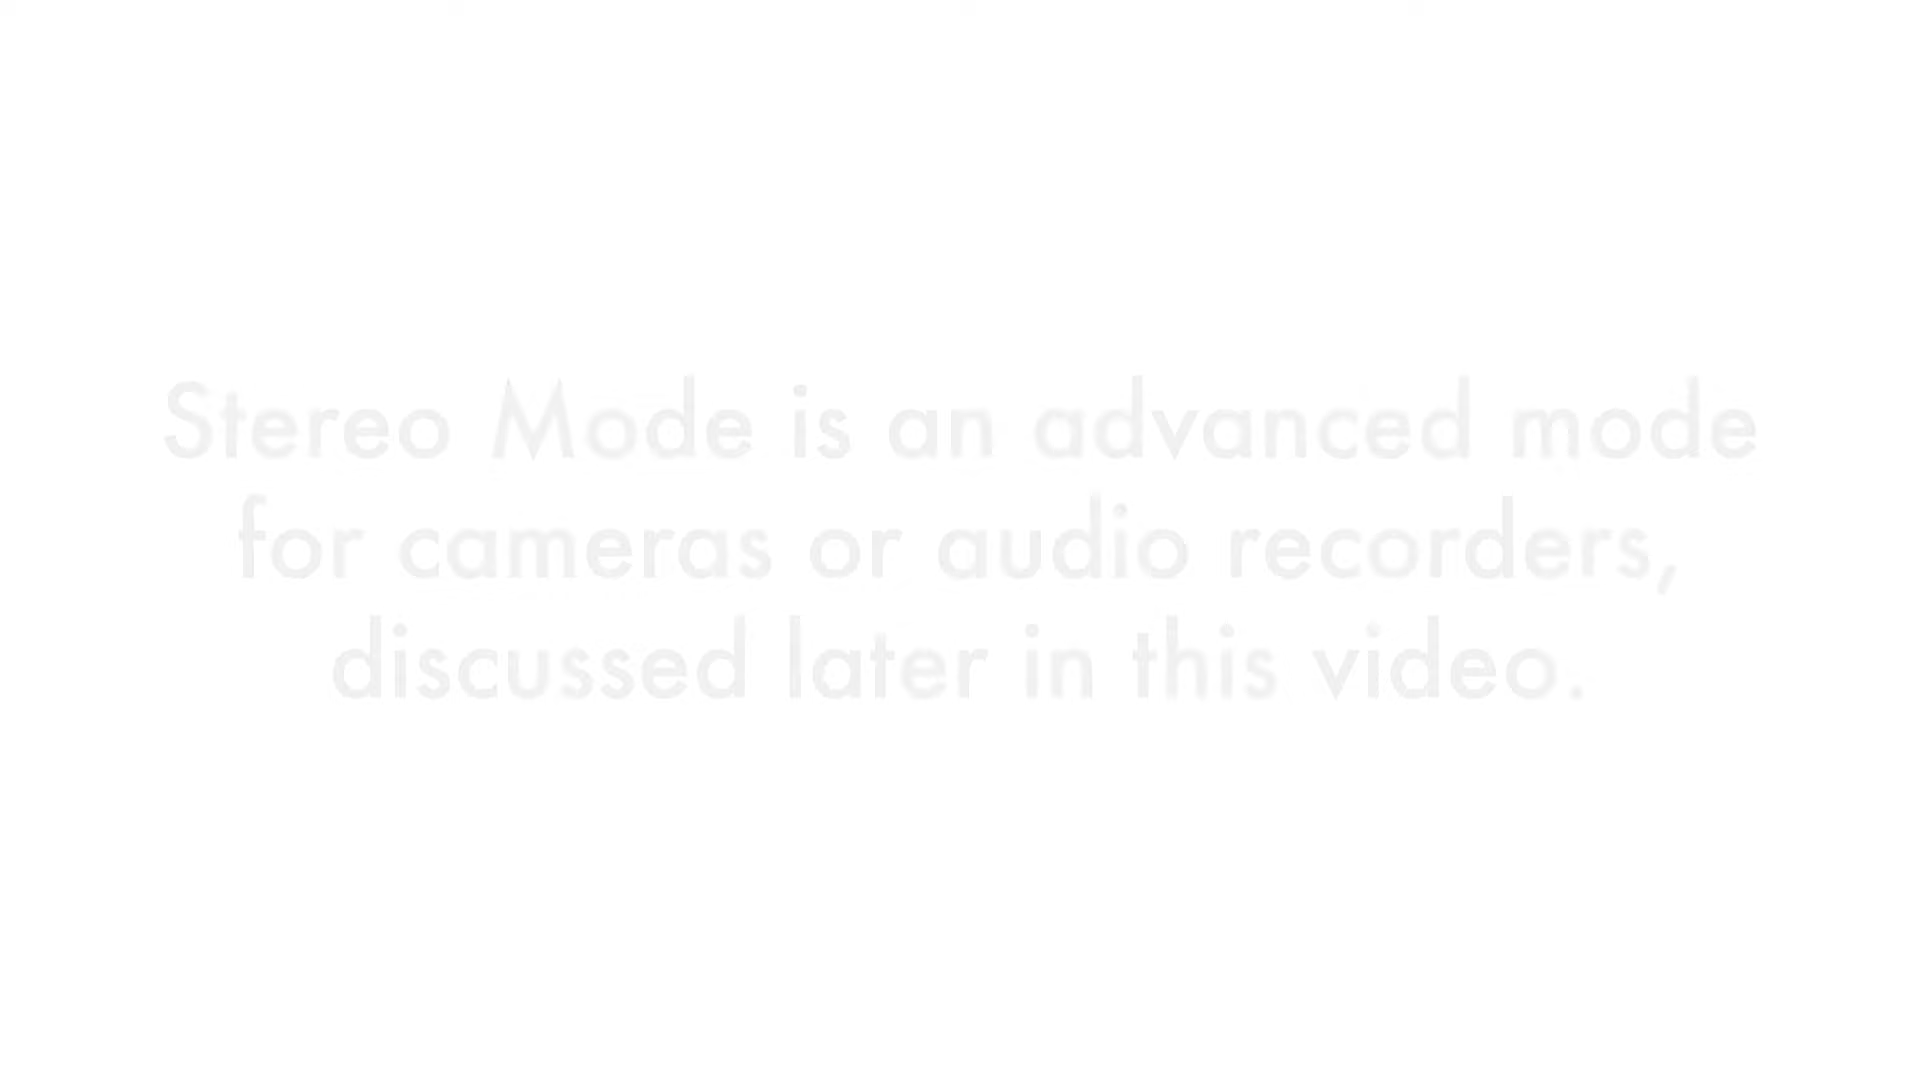 Stereo Mode is an advanced mode
for cameras or audio recorders,
discussed later in this video.